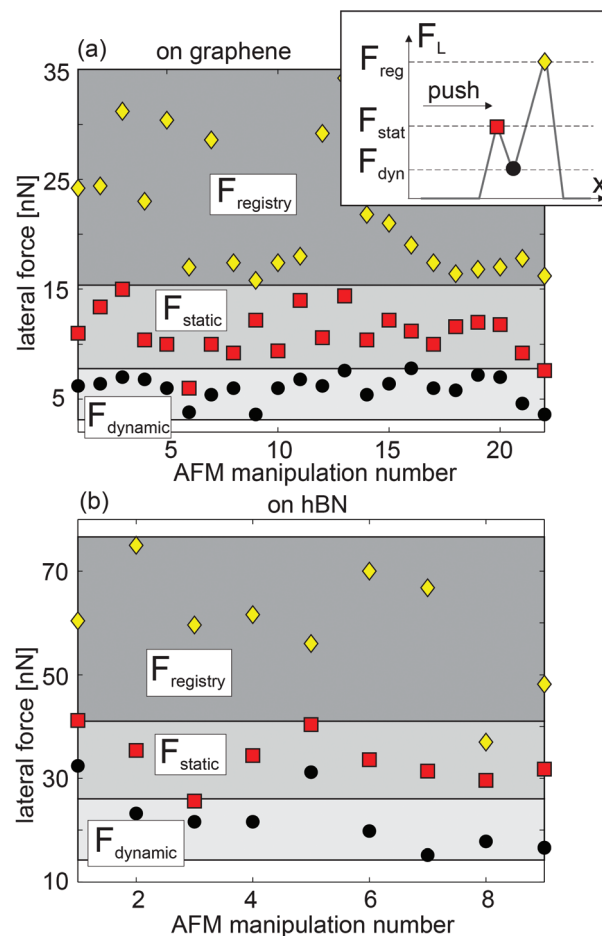 (a) on graphene
35
25
15
5
lateral force [nN]
F_registry
F_static
F_dynamic
5 10 15 20
AFM manipulation number
F_L
F_reg
push
F_stat
F_dyn
x
(b) on hBN
70
50
30
10
lateral force [nN]
F_registry
F_static
F_dynamic
2 4 6 8
AFM manipulation number